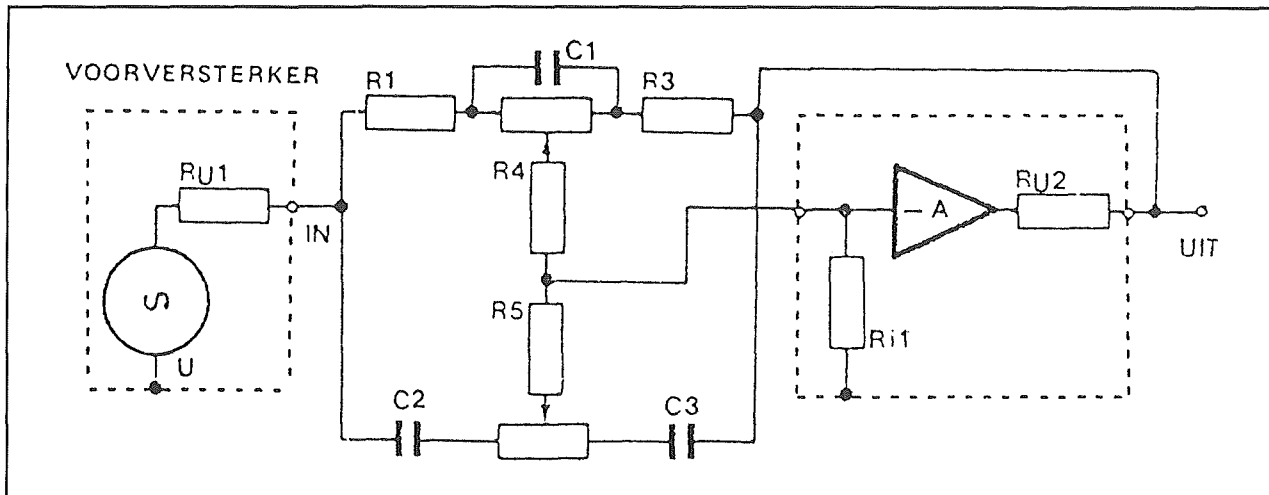 VOORVERSTERKER
C1
R1
R3
RU1
R4
– A
RU2
IN
UIT
R5
Ri1
U
C2
C3